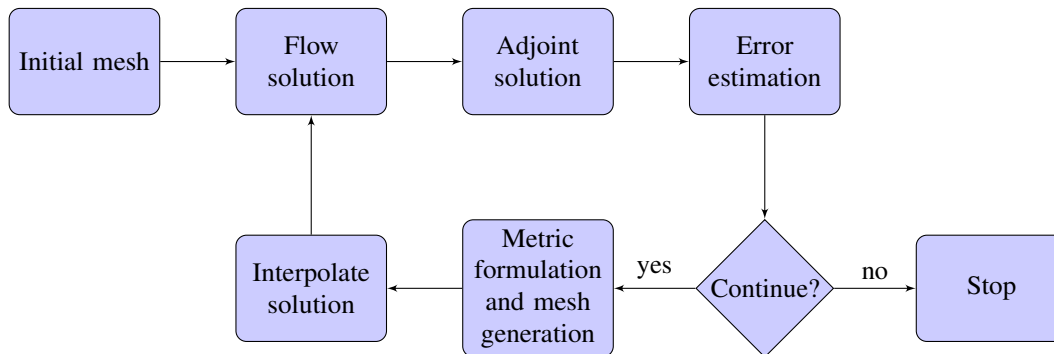 Initial mesh
Flow
solution
Adjoint
solution
Error
estimation
Interpolate
solution
Metric
formulation
and mesh
generation
yes
Continue?
no
Stop